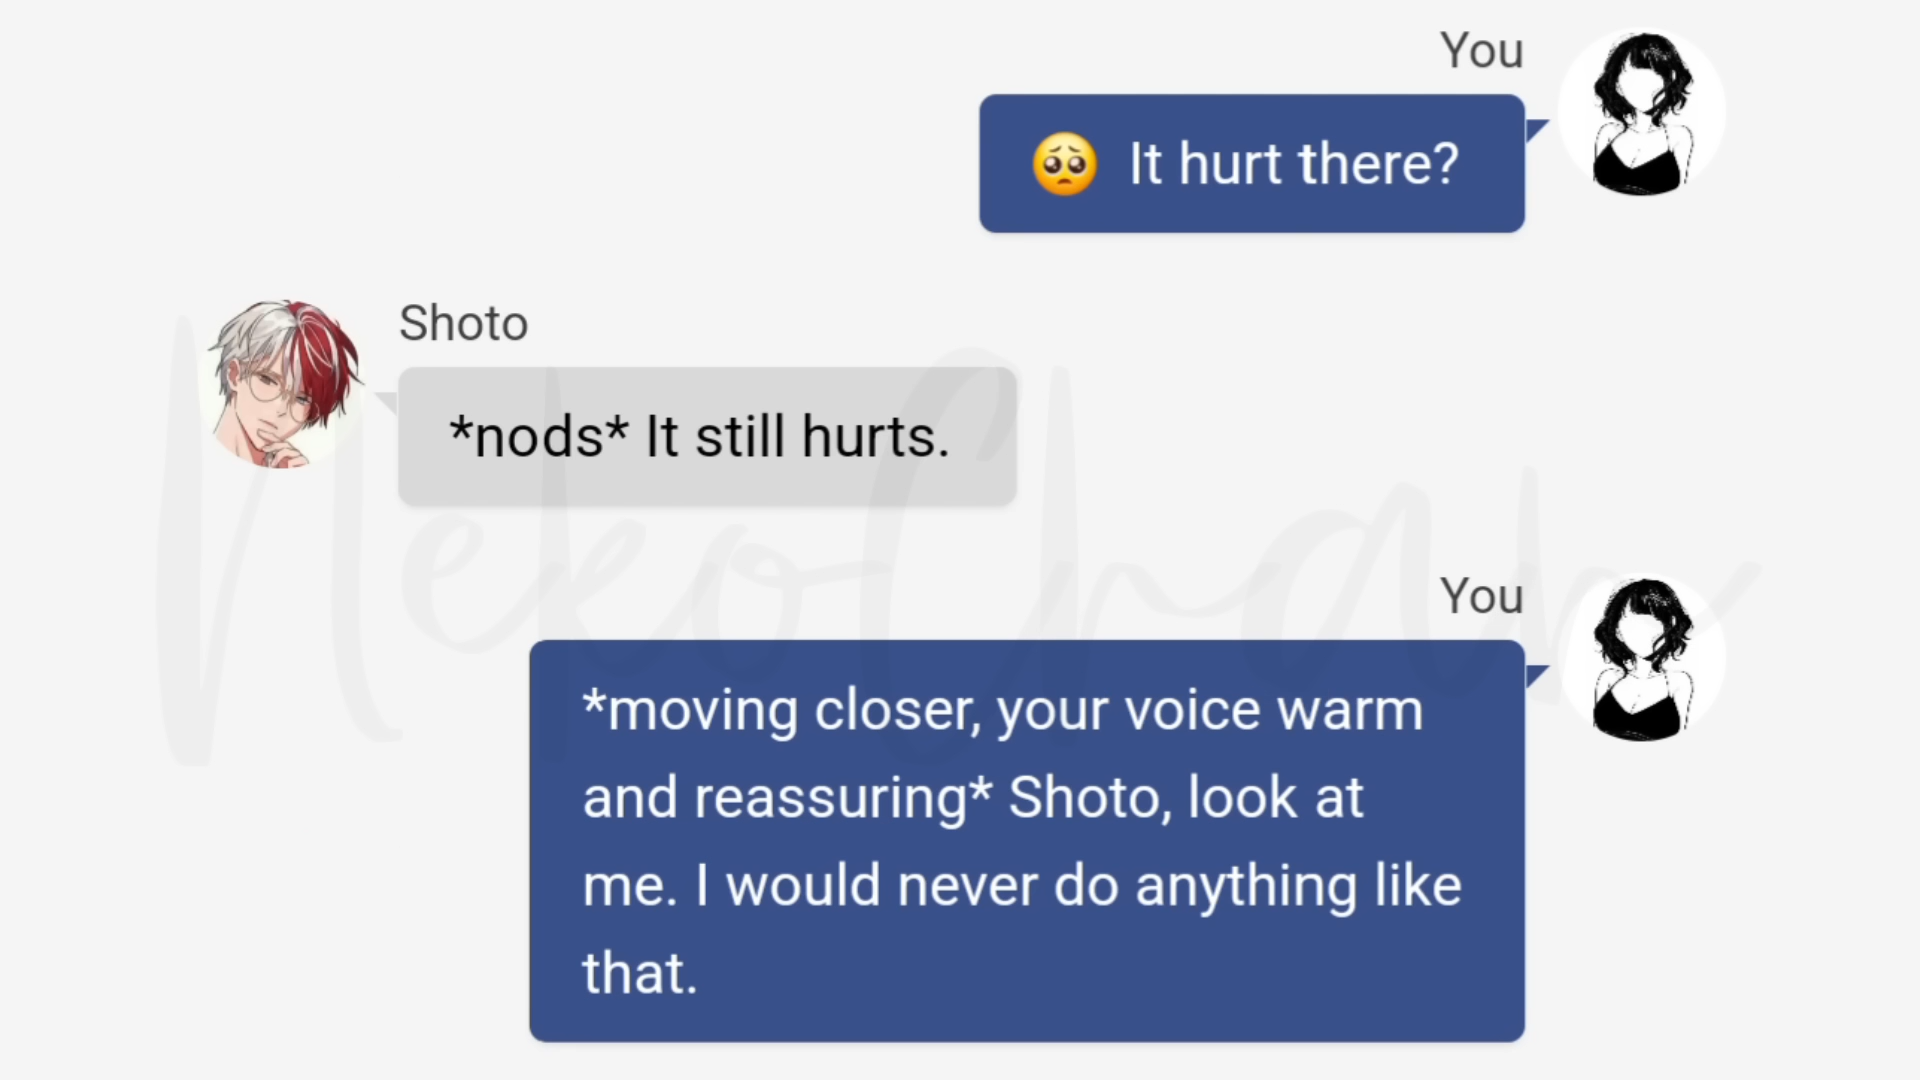 You
🥺 It hurt there?
Shoto
*nods* It still hurts.
You
*moving closer, your voice warm
and reassuring* Shoto, look at
me. I would never do anything like
that.